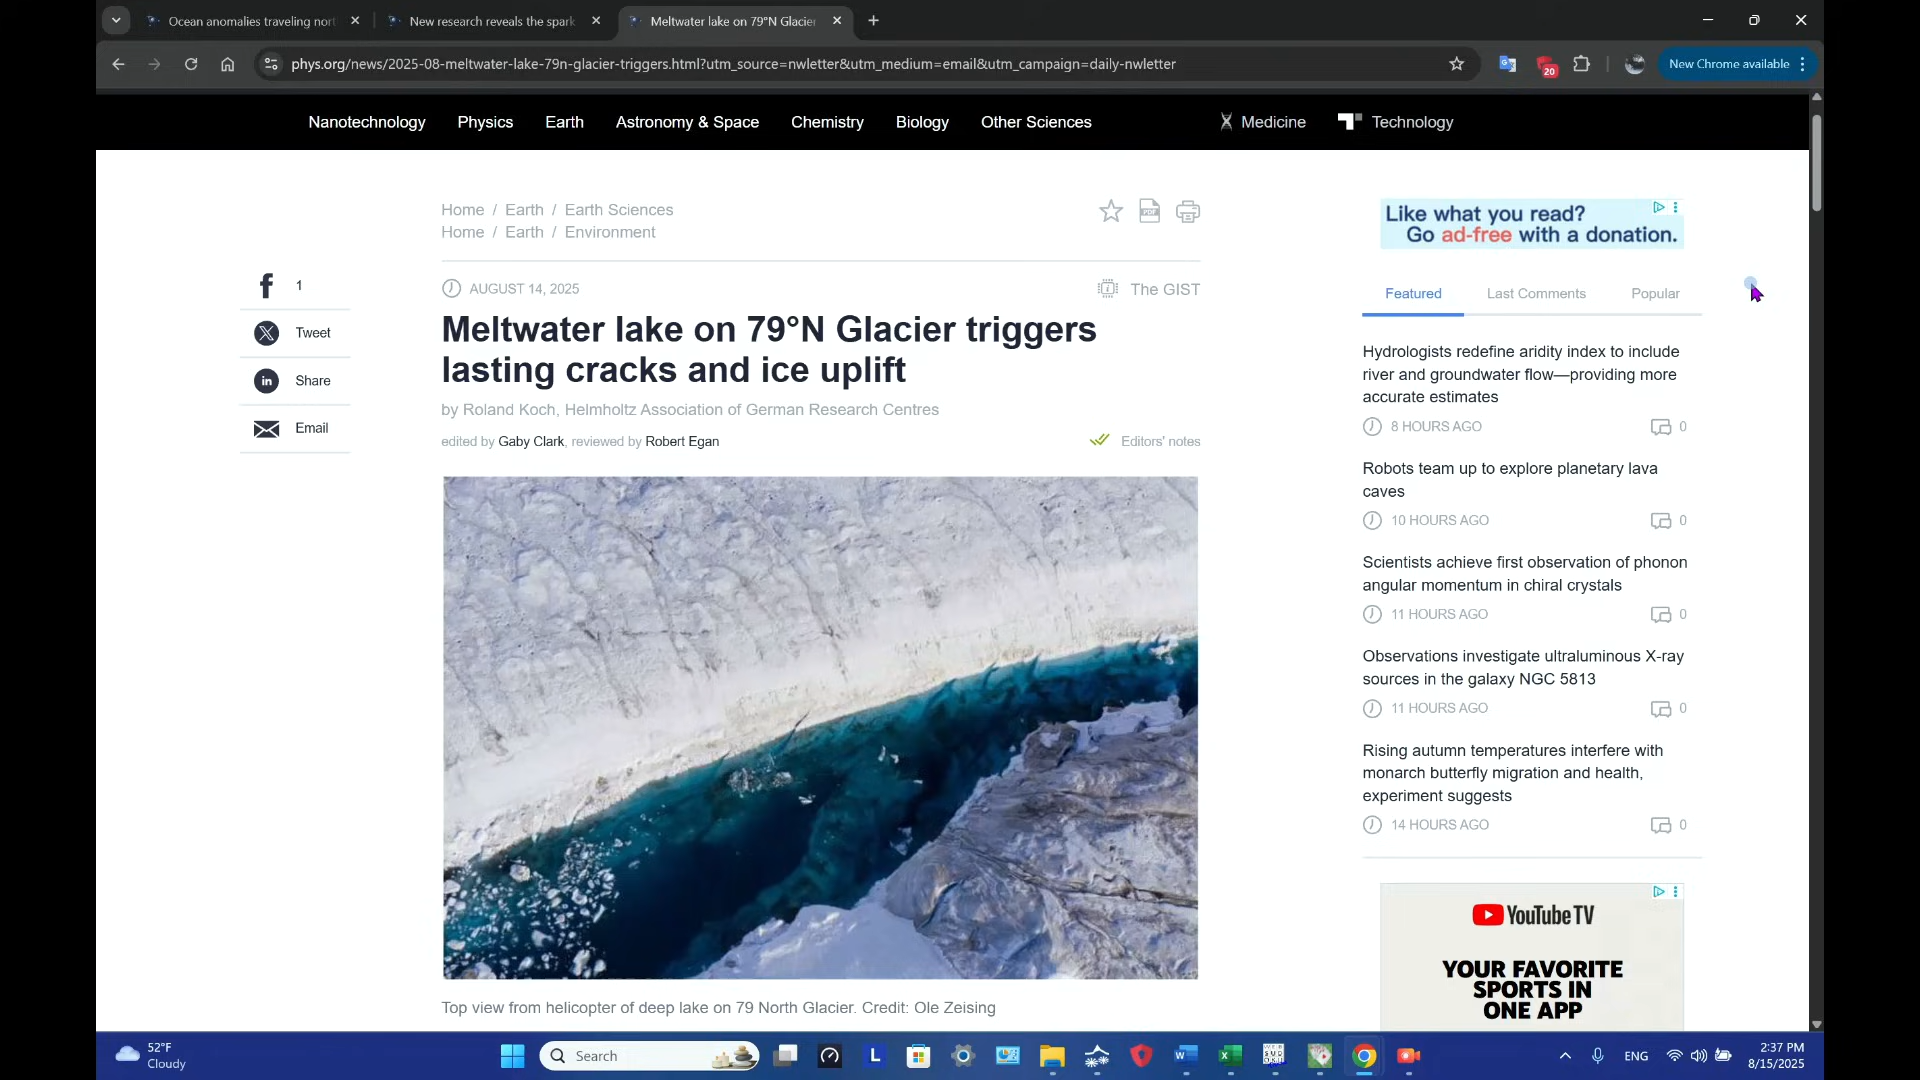 Ocean anomalies traveling nort
New research reveals the spark
Meltwater lake on 79°N Glacier
phys.org/news/2025-08-meltwater-lake-79n-glacier-triggers.html?utm_source=nwletter&utm_medium=email&utm_campaign=daily-nwletter
20
New Chrome available
Nanotechnology
Physics
Earth
Astronomy & Space
Chemistry
Biology
Other Sciences
Medicine
Technology
Home / Earth / Earth Sciences
Home / Earth / Environment
PDF
1
Tweet
Share
Email
AUGUST 14, 2025
The GIST
Meltwater lake on 79°N Glacier triggers
lasting cracks and ice uplift
by Roland Koch, Helmholtz Association of German Research Centres
edited by Gaby Clark, reviewed by Robert Egan
Editors' notes
Top view from helicopter of deep lake on 79 North Glacier. Credit: Ole Zeising
Like what you read?
Go ad-free with a donation.
Featured
Last Comments
Popular
Hydrologists redefine aridity index to include
river and groundwater flow—providing more
accurate estimates
8 HOURS AGO
0
Robots team up to explore planetary lava
caves
10 HOURS AGO
0
Scientists achieve first observation of phonon
angular momentum in chiral crystals
11 HOURS AGO
0
Observations investigate ultraluminous X-ray
sources in the galaxy NGC 5813
11 HOURS AGO
0
Rising autumn temperatures interfere with
monarch butterfly migration and health,
experiment suggests
14 HOURS AGO
0
YouTube TV
YOUR FAVORITE
SPORTS IN
ONE APP
52°F
Cloudy
Search
L
WEB
SUD
OKU
ENG
2:37 PM
8/15/2025